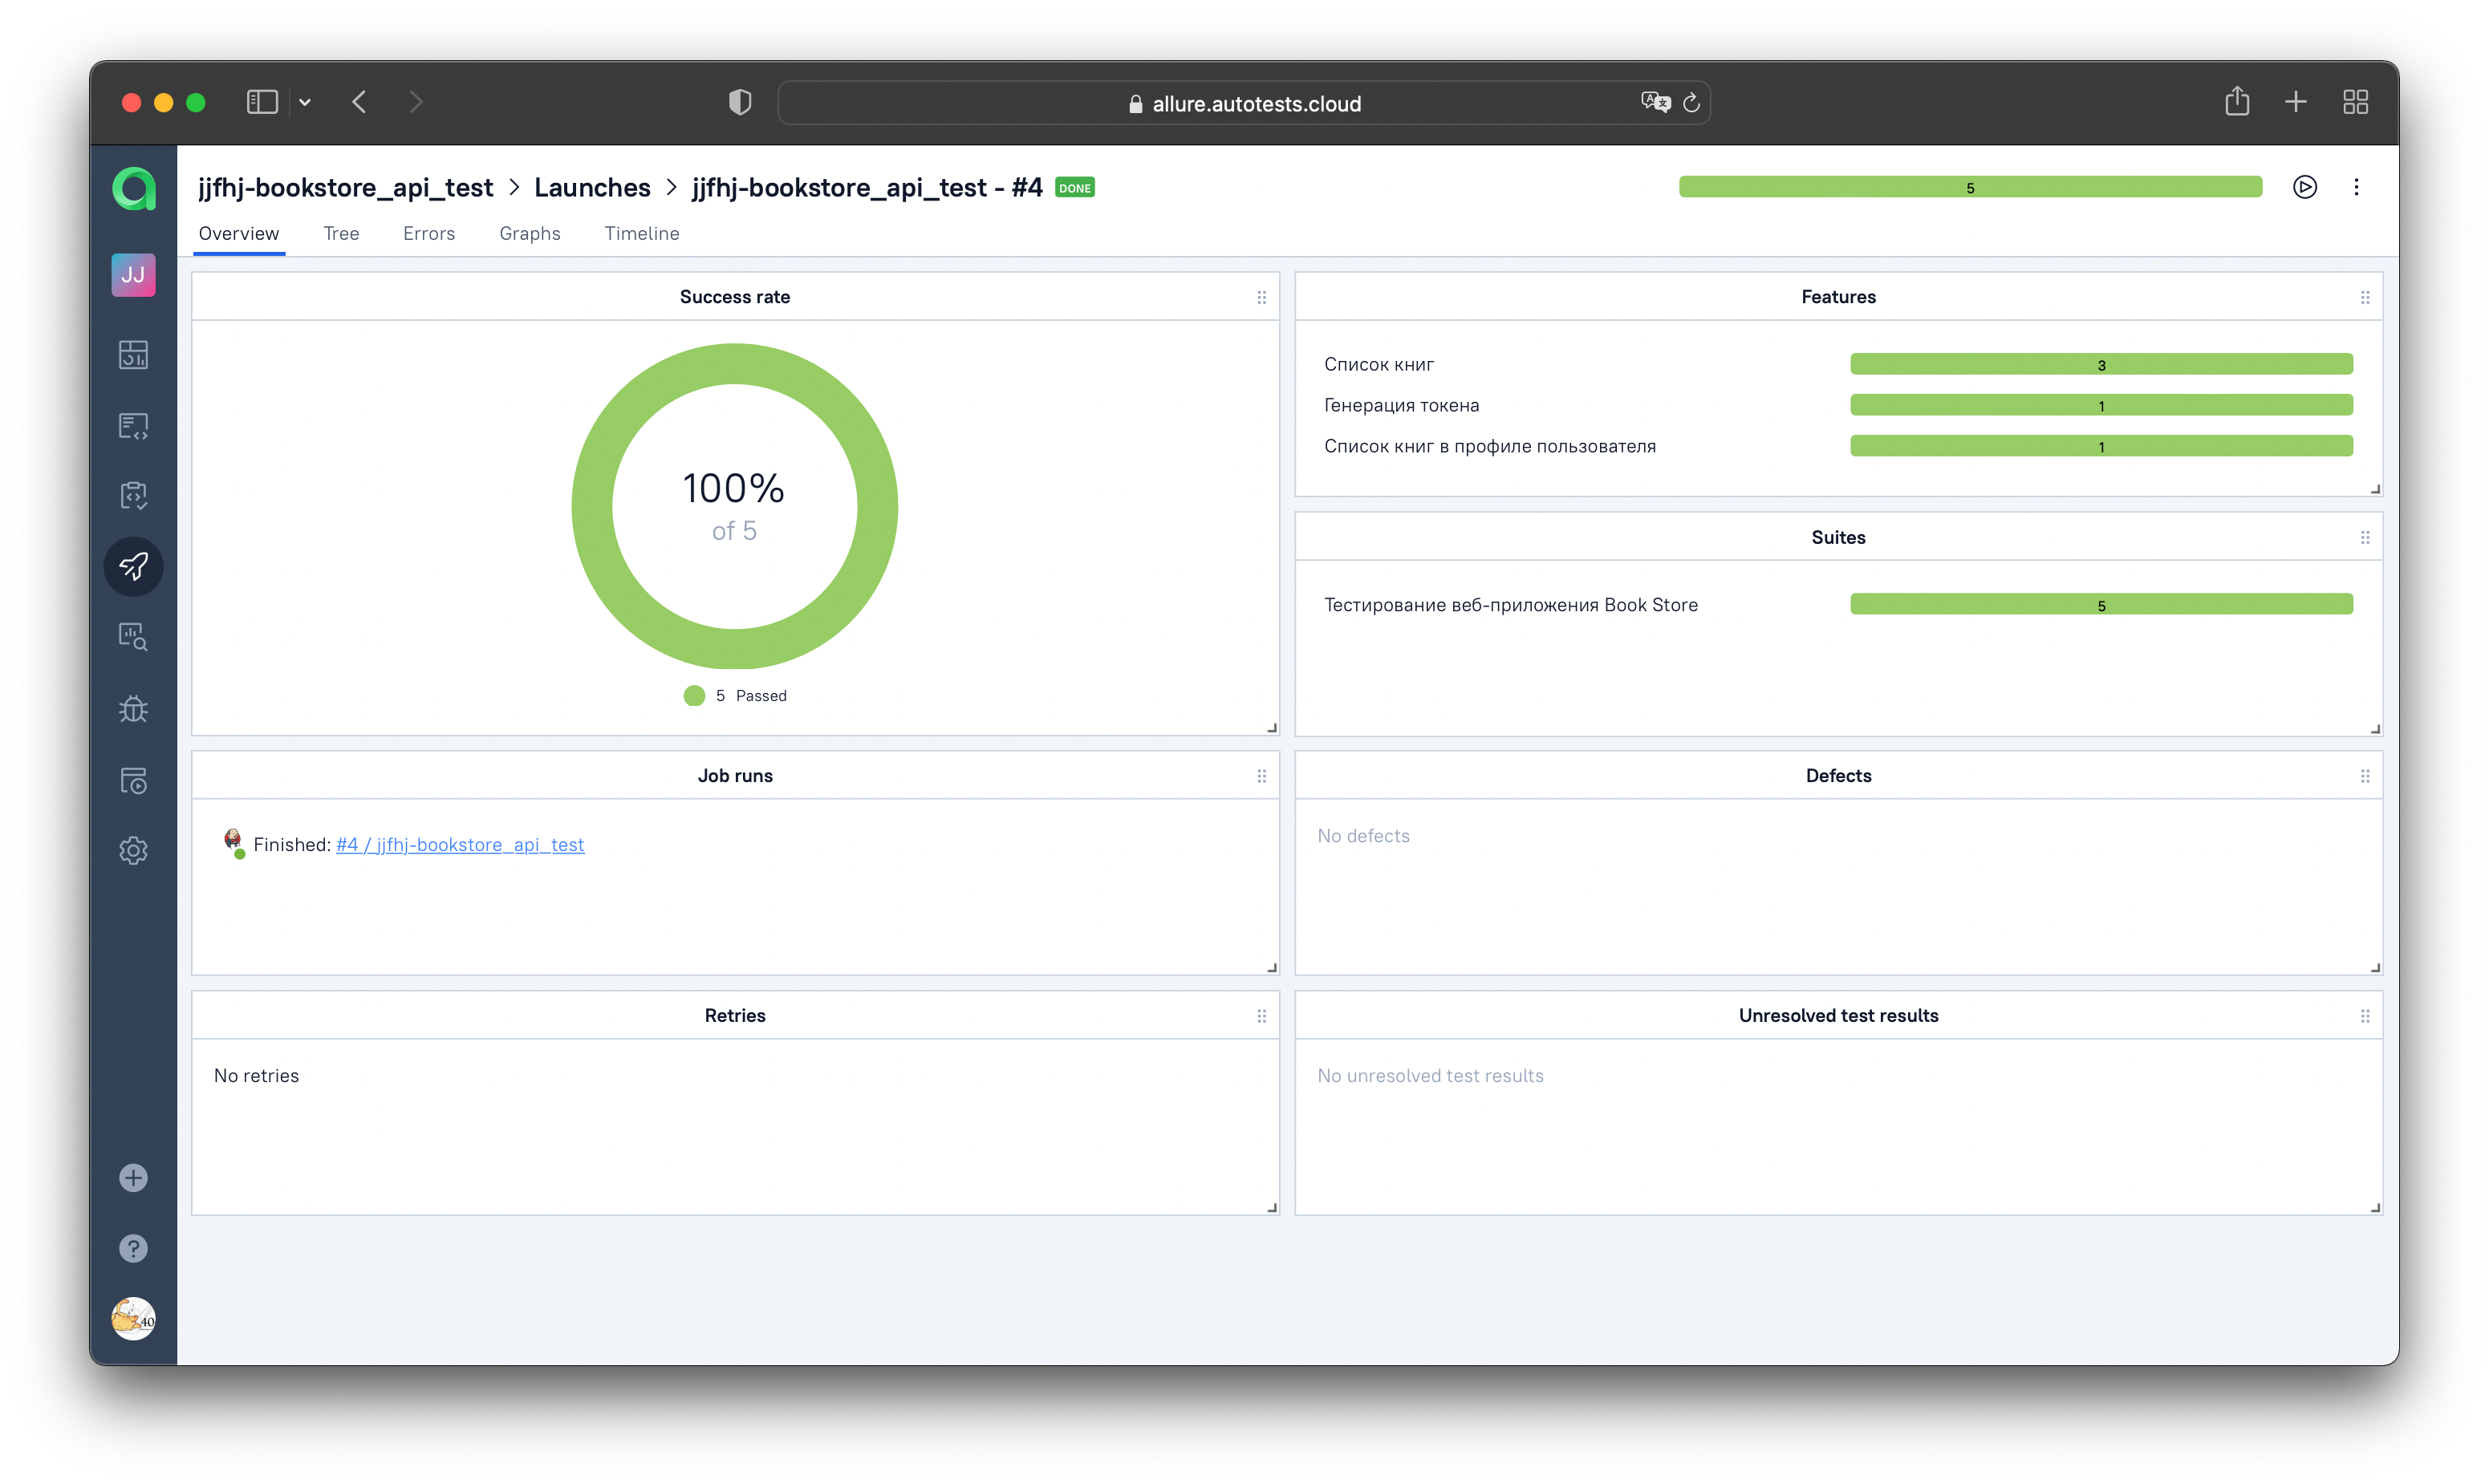 allure.autotests.cloud
jjfhj-bookstore_api_test > Launches > jjfhj-bookstore_api_test - #4 DONE
5
Overview Tree Errors Graphs Timeline
JJ
Success rate
100%
of 5
5 Passed
Features
Список книг 3
Генерация токена 1
Список книг в профиле пользователя 1
Suites
Тестирование веб-приложения Book Store 5
Job runs
Finished: #4 / jjfhj-bookstore_api_test
Defects
No defects
Retries
No retries
Unresolved test results
No unresolved test results
40